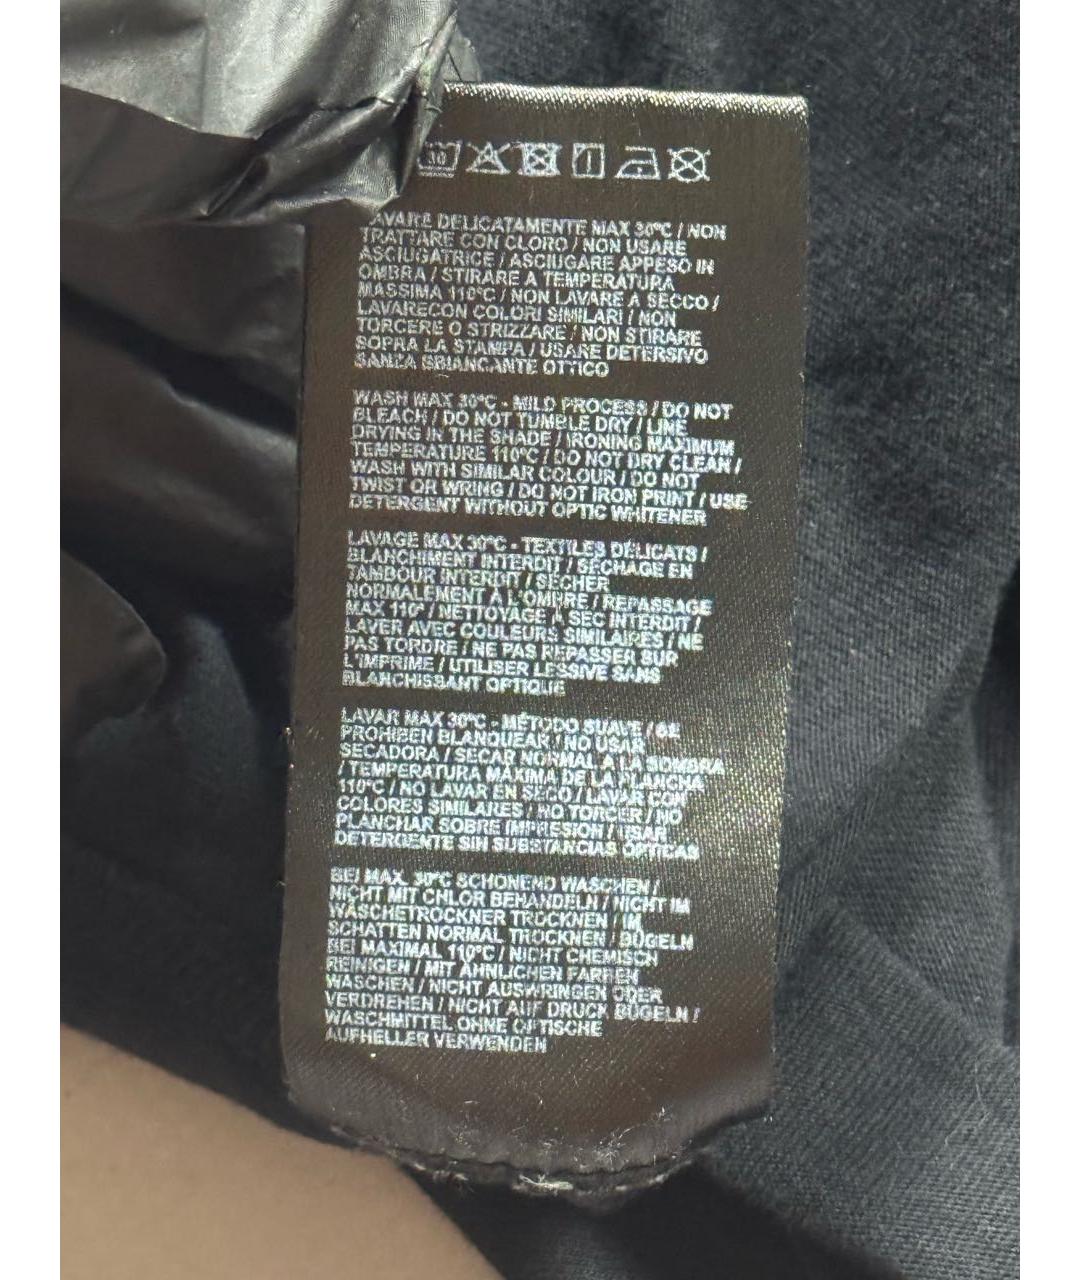 30
LAVARE DELICATAMENTE MAX 30°C / NON
TRATTARE CON CLORO / NON USARE
ASCIUGATRICE / ASCIUGARE APPESO IN
OMBRA / STIRARE A TEMPERATURA
MASSIMA 110°C / NON LAVARE A SECCO /
LAVARECON COLORI SIMILARI / NON
TORCERE O STRIZZARE / NON STIRARE
SOPRA LA STAMPA / USARE DETERSIVO
SANZA SBIANCANTE OTTICO
WASH MAX 30°C - MILD PROCESS / DO NOT
BLEACH / DO NOT TUMBLE DRY / LINE
DRYING IN THE SHADE / IRONING MAXIMUM
TEMPERATURE 110°C / DO NOT DRY CLEAN /
WASH WITH SIMILAR COLOUR / DO NOT
TWIST OR WRING / DO NOT IRON PRINT / USE
DETERGENT WITHOUT OPTIC WHITENER
LAVAGE MAX 30°C - TEXTILES DÉLICATS /
BLANCHIMENT INTERDIT / SÉCHAGE EN
TAMBOUR INTERDIT / SÉCHER
NORMALEMENT À L'OMBRE / REPASSAGE
MAX 110° / NETTOYAGE À SEC INTERDIT /
LAVER AVEC COULEURS SIMILAIRES / NE
PAS TORDRE / NE PAS REPASSER SUR
L'IMPRIME / UTILISER LESSIVE SANS
BLANCHISSANT OPTIQUE
LAVAR MAX 30°C - MÉTODO SUAVE / SE
PROHIBEN BLANQUEAR / NO USAR
SECADORA / SECAR NORMAL A LA SOMBRA
/ TEMPERATURA MÁXIMA DE LA PLANCHA
110°C / NO LAVAR EN SECO / LAVAR CON
COLORES SIMILARES / NO TORCER / NO
PLANCHAR SOBRE IMPRESION / USAR
DETERGENTE SIN SUBSTANCIAS ÓPTICAS
BEI MAX. 30°C SCHONEND WASCHEN /
NICHT MIT CHLOR BEHANDELN / NICHT IM
WÄSCHETROCKNER TROCKNEN / IM
SCHATTEN NORMAL TROCKNEN / BÜGELN
BEI MAXIMAL 110°C / NICHT CHEMISCH
REINIGEN / MIT ÄHNLICHEN FARBEN
WASCHEN / NICHT AUSWRINGEN ODER
VERDREHEN / NICHT AUF DRUCK BÜGELN /
WASCHMITTEL OHNE OPTISCHE
AUFHELLER VERWENDEN